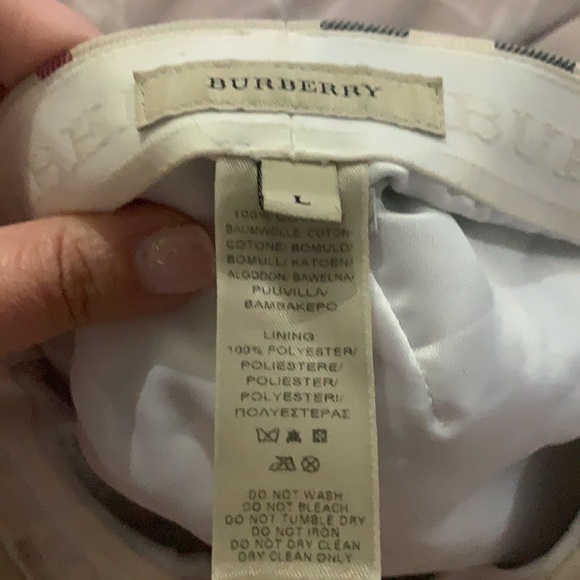 BURBERRY
BU
L
100%
BAUMWOLLE COTON
COTONE/ BOMULD/
BOMULL/ KATOEN/
ALGODON/ BAWELNA/
PUUVILLA/
BAMBAKEPO
LINING
100% POLYESTER/
POLIESTERE/
POLIESTER/
POLYESTERI/
ΠΟΛΥΕΣΤΕΡΑΣ
DO NOT WASH
DO NOT BLEACH
DO NOT TUMBLE DRY
DO NOT IRON
DO NOT DRY CLEAN
DRY CLEAN ONLY